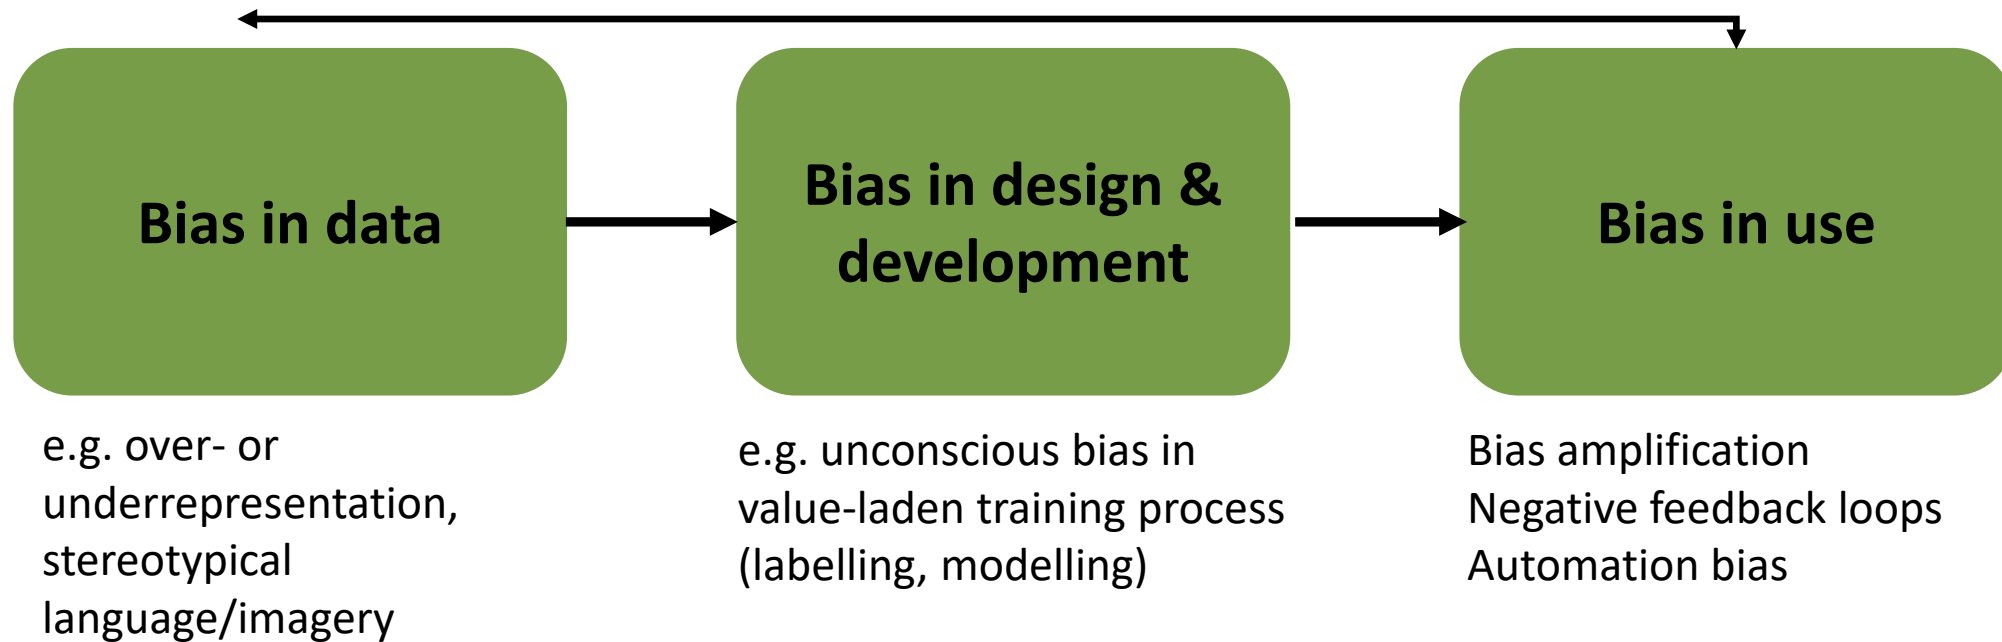 Bias in data
Bias in design &
development
Bias in use
e.g. over- or
underrepresentation,
stereotypical
language/imagery
e.g. unconscious bias in
value-laden training process
(labelling, modelling)
Bias amplification
Negative feedback loops
Automation bias